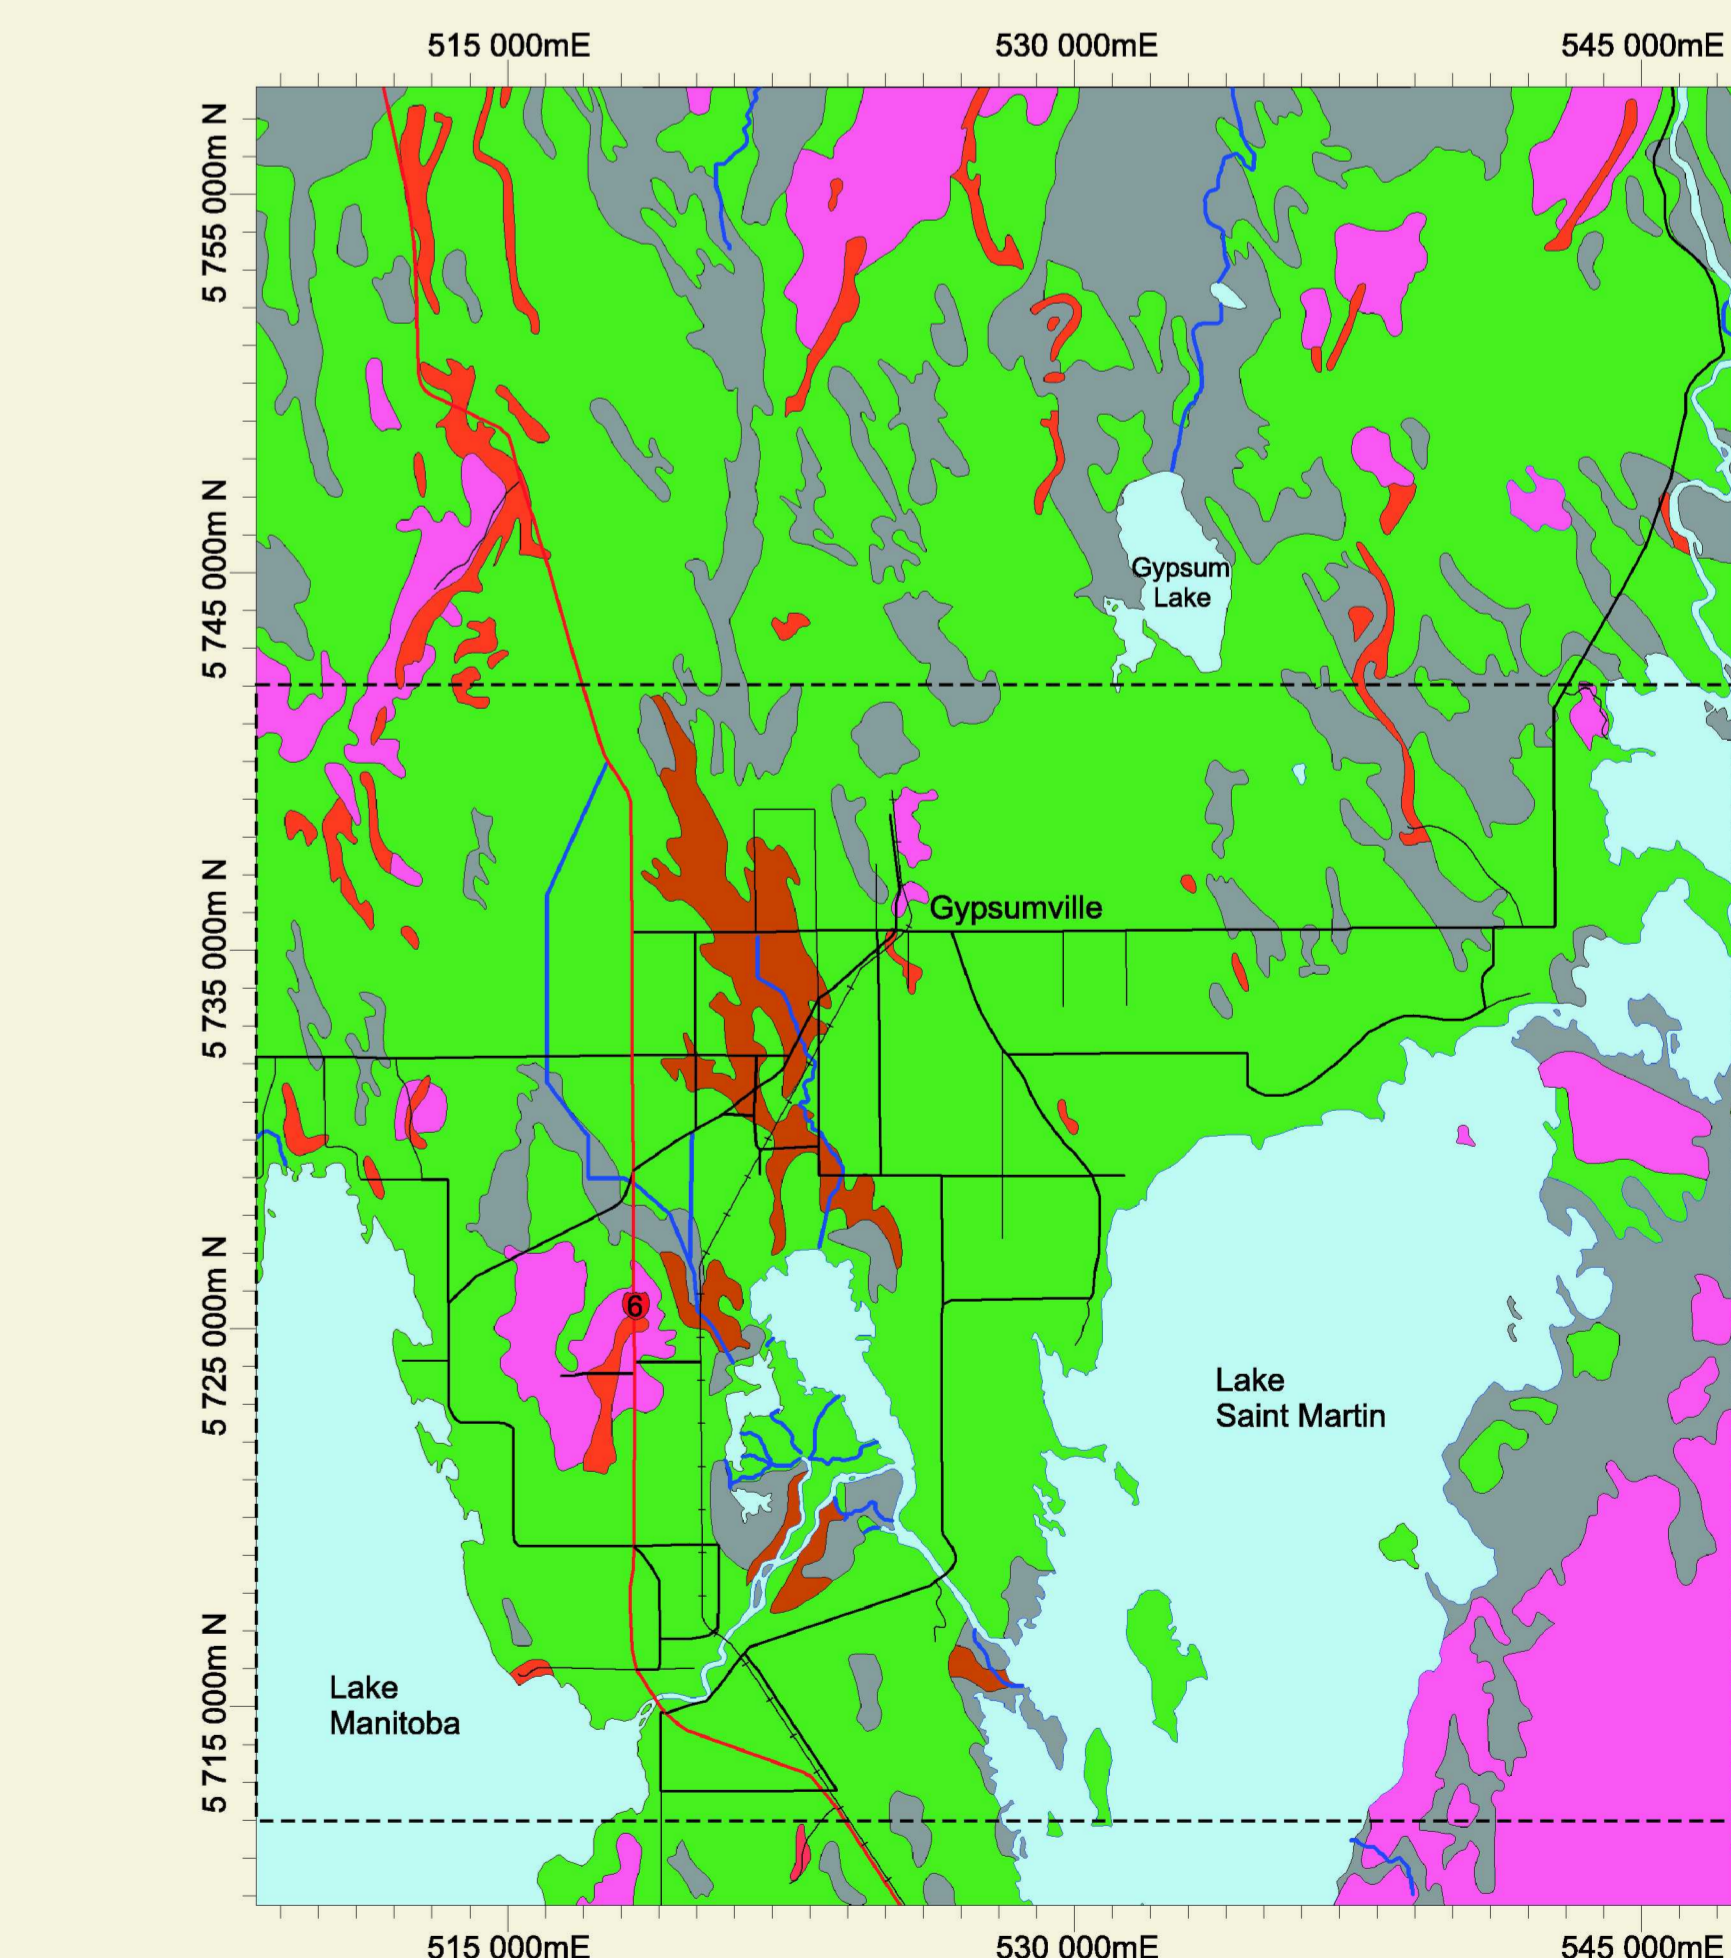 515 000mE
530 000mE
545 000mE
5 755 000m N
5 745 000m N
Gypsum
Lake
Gypsumville
5 735 000m N
5 725 000m N
6
Lake
Saint Martin
Lake
Manitoba
5 715 000m N
515 000mE
530 000mE
545 000mE